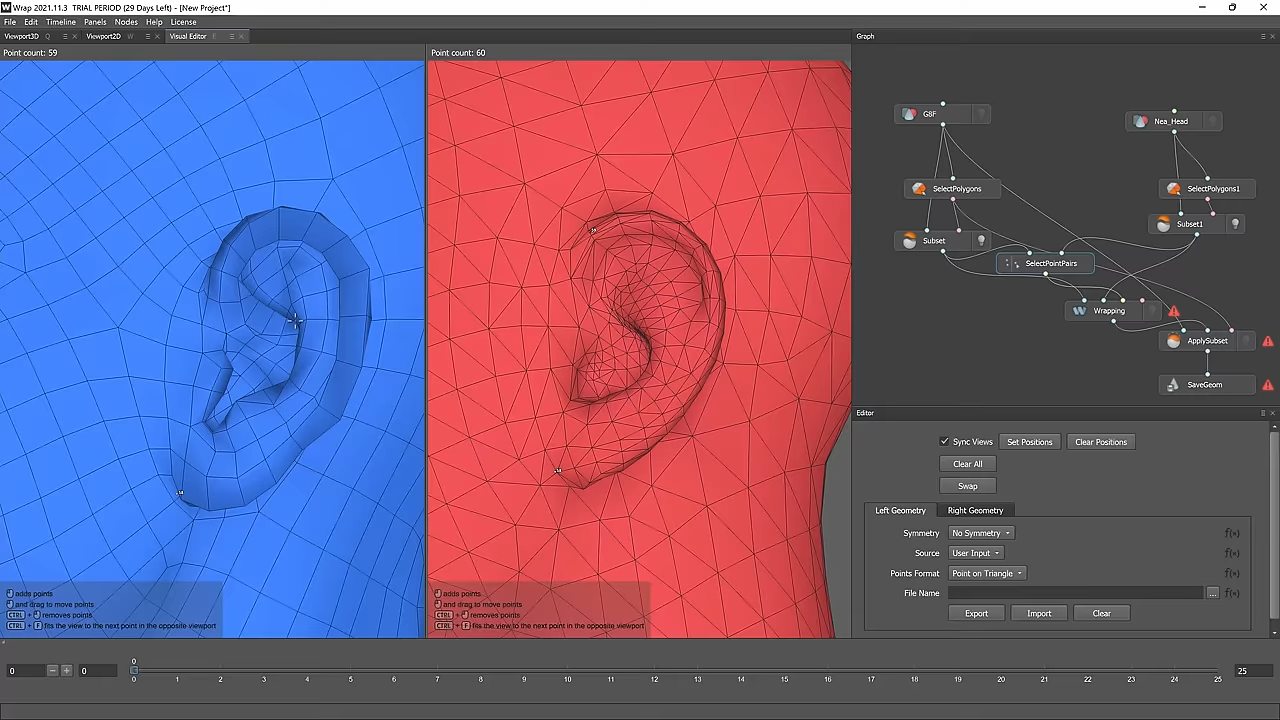 Wrap 2021.11.3 TRIAL PERIOD (29 Days Left) - [New Project*]
File Edit Timeline Panels Nodes Help License
Viewport3D Q Viewport2D W Visual Editor E Graph
Point count: 59 Point count: 60
G8F
Nea_Head
SelectPolygons SelectPolygons1
Subset1
Subset
SelectPointPairs
Wrapping
ApplySubset
SaveGeom
Editor
Sync Views Set Positions Clear Positions
Clear All
Swap
Left Geometry Right Geometry
Symmetry No Symmetry f(x)
Source User Input f(x)
Points Format Point on Triangle f(x)
File Name ... f(x)
Export Import Clear
adds points
and drag to move points
CTRL + removes points
CTRL + F fits the view to the next point in the opposite viewport
adds points
and drag to move points
CTRL + removes points
CTRL + F fits the view to the next point in the opposite viewport
0 0 0 25
0 1 2 3 4 5 6 7 8 9 10 11 12 13 14 15 16 17 18 19 20 21 22 23 24 25